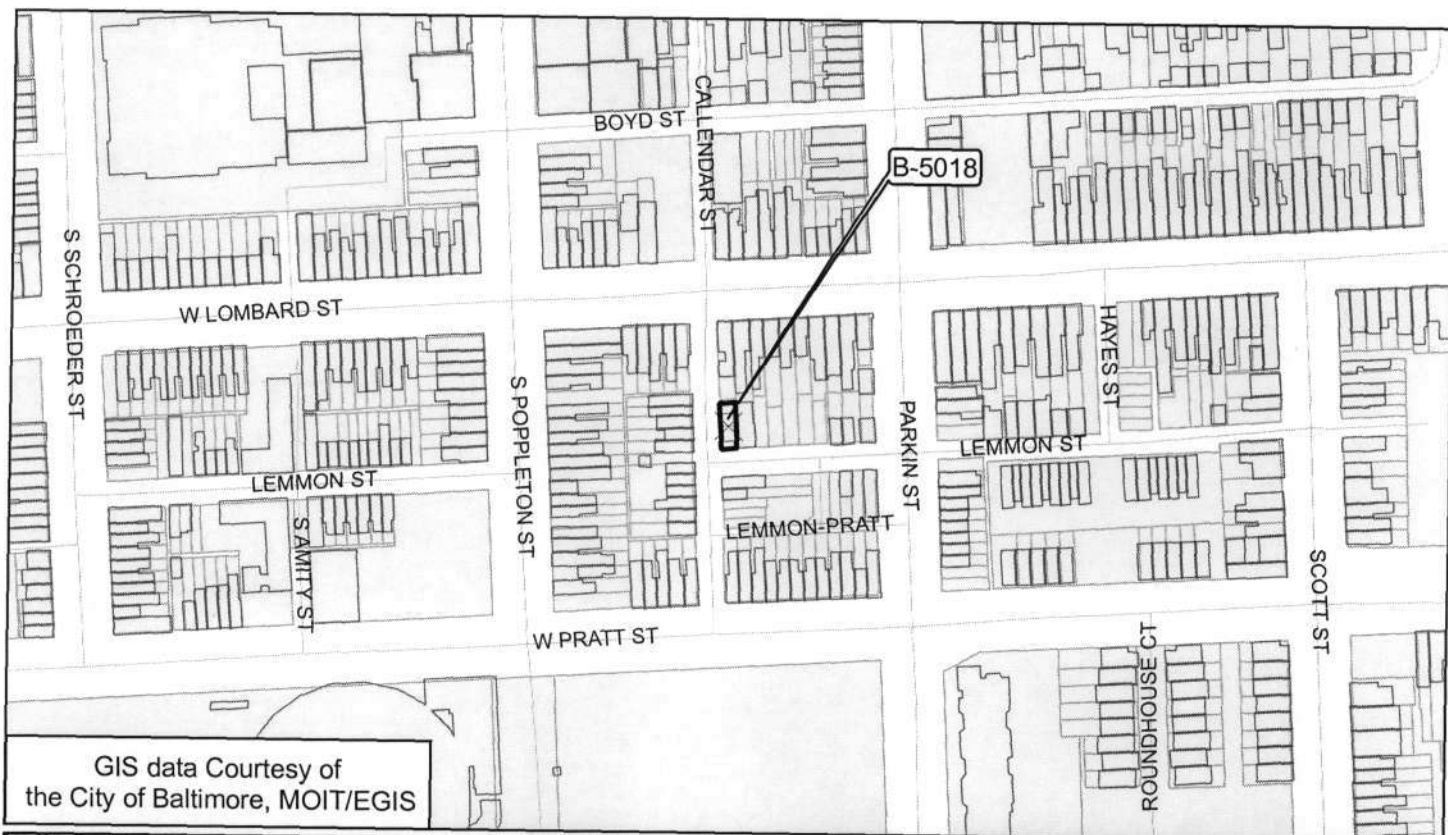 BOYD ST
CALLENDAR ST
B-5018
S SCHROEDER ST
W LOMBARD ST
S POPPLETON ST
PARKIN ST
HAYES ST
LEMMON ST
LEMMON ST
LEMMON-PRATT
S AMITY ST
SCOTT ST
W PRATT ST
ROUNDHOUSE CT
GIS data Courtesy of
the City of Baltimore, MOIT/EGIS